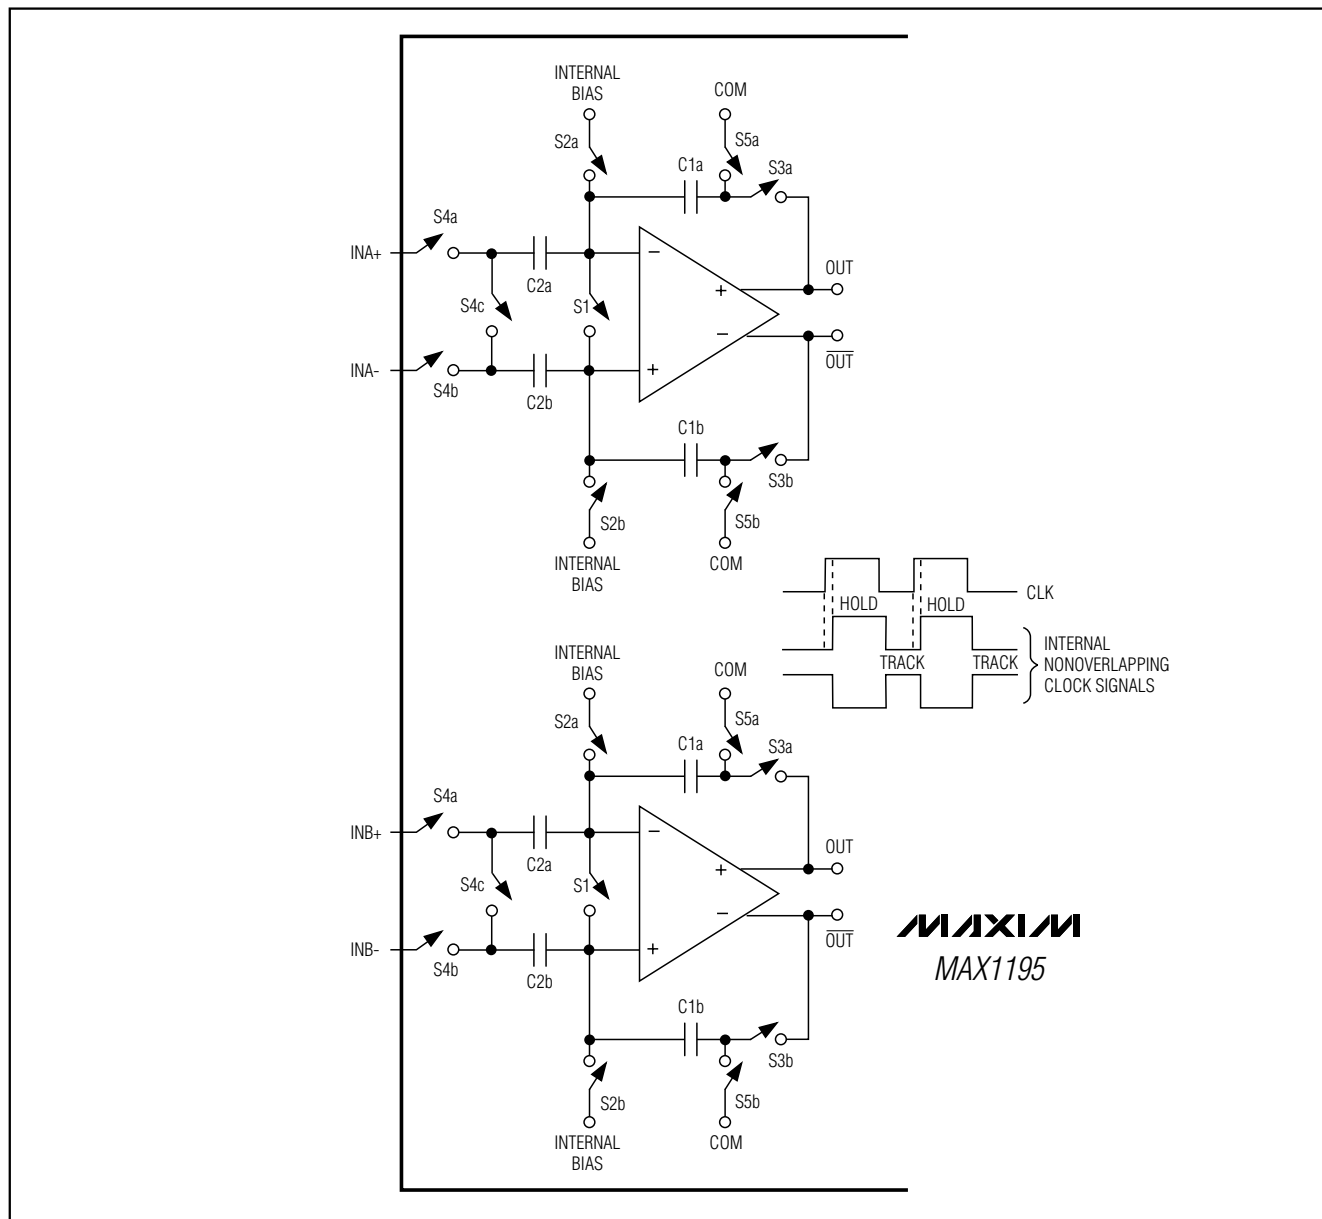 INTERNAL
BIAS
COM
S2a
S5a
C1a
S3a
S4a
INA+
C2a
−
+
OUT
S4c
S1
−
OUT
INA-
+
S4b
C2b
C1b
S3b
S2b
S5b
INTERNAL
BIAS
COM
HOLD
HOLD
CLK
TRACK
TRACK
INTERNAL
NONOVERLAPPING
CLOCK SIGNALS
INTERNAL
BIAS
COM
S2a
S5a
C1a
S3a
S4a
INB+
C2a
−
+
OUT
S4c
S1
−
OUT
INB-
+
S4b
C2b
C1b
S3b
S2b
S5b
INTERNAL
BIAS
COM
MAXIM
MAX1195